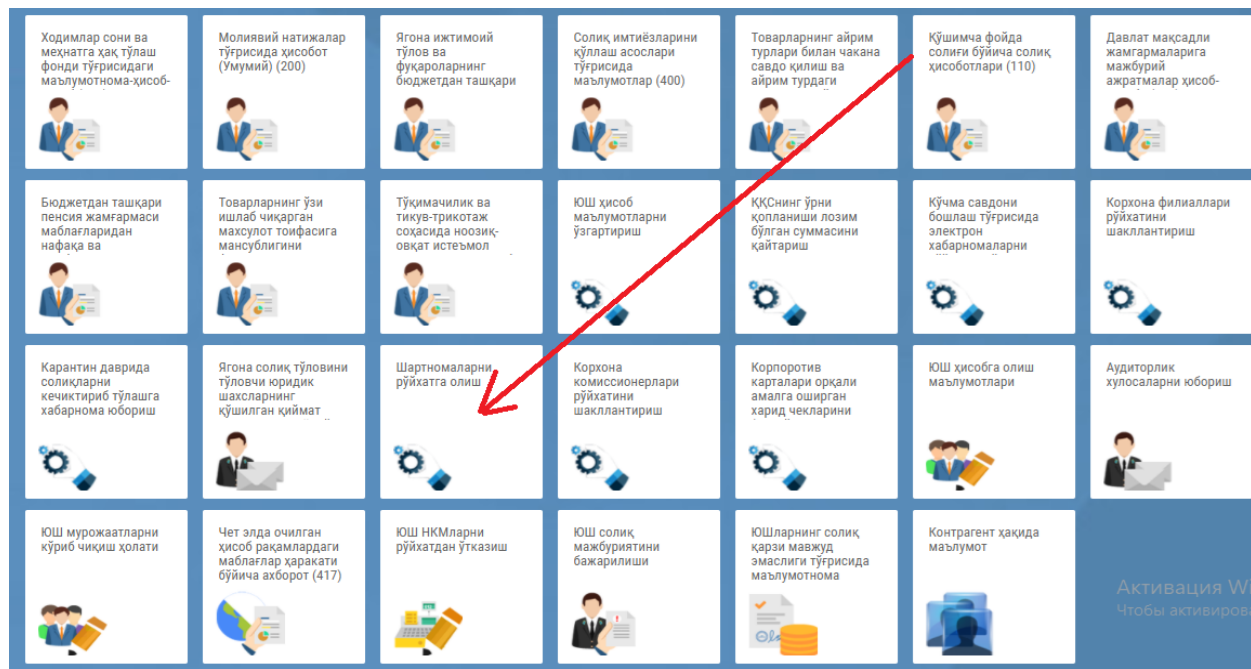 Ходимлар сони ва
меҳнатга ҳақ тўлаш
фонди тўғрисидаги
маълумотнома-ҳисоб-
Молиявий натижалар
тўғрисида ҳисобот
(Умумий) (200)
Ягона ижтимоий
тўлов ва
фуқароларнинг
бюджетдан ташқари
Солиқ имтиёзларини
қўллаш асослари
тўғрисида
маълумотлар (400)
Товарларнинг айрим
турлари билан чакана
савдо қилиш ва
айрим турдаги
Қўшимча фойда
солиғи бўйича солиқ
ҳисоботлари (110)
Давлат мақсадли
жамғармаларига
мажбурий
ажратмалар ҳисоб-
Бюджетдан ташқари
пенсия жамғармаси
маблағларидан
нафақа ва
Товарларнинг ўзи
ишлаб чиқарган
махсулот тоифасига
мансублигини
Тўқимачилик ва
тикув-трикотаж
соҳасида ноозиқ-
овқат истеъмол
ЮШ ҳисоб
маълумотларни
ўзгартириш
ҚҚСнинг ўрни
қопланиши лозим
бўлган суммасини
қайтариш
Кўчма савдони
бошлаш тўғрисида
электрон
хабарномаларни
Корхона филиаллари
рўйхатини
шакллантириш
Карантин даврида
солиқларни
кечиктириб тўлашга
хабарнома юбориш
Ягона солиқ тўловини
тўловчи юридик
шахсларнинг
қўшилган қиймат
Шартномаларни
рўйхатга олиш
Корхона
комиссионерлари
рўйхатини
шакллантириш
Корпоротив
карталари орқали
амалга оширган
харид чекларини
ЮШ ҳисобга олиш
маълумотлари
Аудиторлик
хулосаларни юбориш
ЮШ мурожаатларни
кўриб чиқиш ҳолати
Чет элда очилган
ҳисоб рақамлардаги
маблағлар ҳаракати
бўйича ахборот (417)
ЮШ НКМларни
рўйхатдан ўтказиш
ЮШ солиқ
мажбуриятини
бажарилиши
ЮШларнинг солиқ
қарзи мавжуд
эмаслиги тўғрисида
маълумотнома
Контрагент ҳақида
маълумот
Активация W
Чтобы активирова